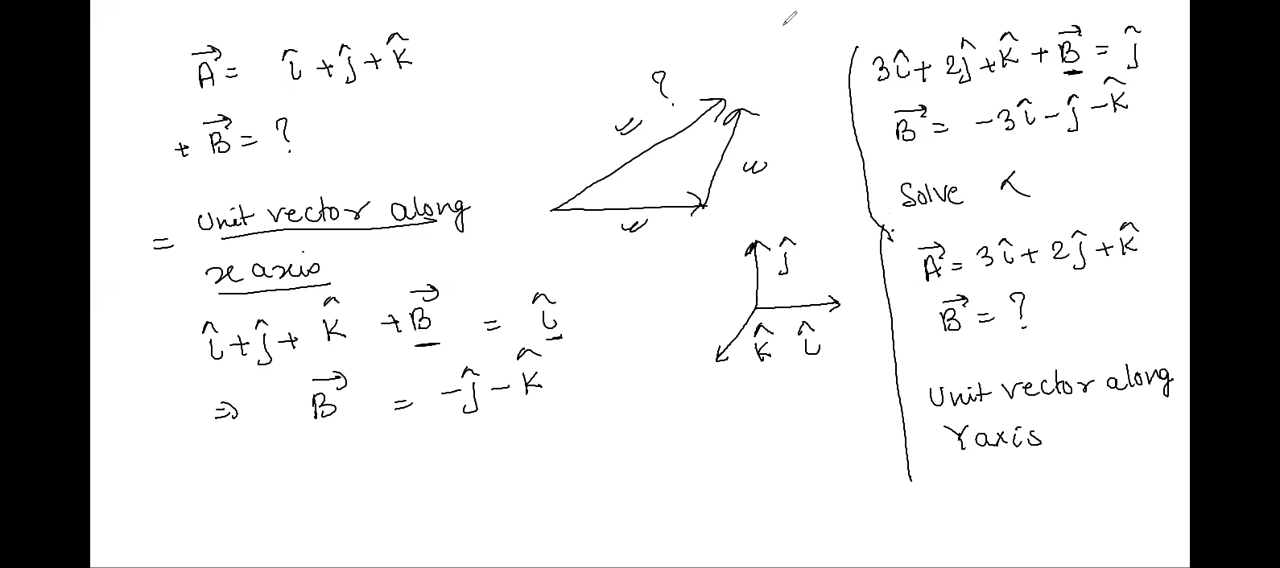 A⃗ = î + ĵ + k̂
+ B⃗ = ?
= Unit vector along
x axis
î + ĵ + k̂ + B⃗ = î
⇒ B⃗ = -ĵ - k̂
?
ĵ
k̂ î
3î + 2ĵ + k̂ + B⃗ = ĵ
B⃗ = -3î - ĵ - k̂
Solve
A⃗ = 3î + 2ĵ + k̂
B⃗ = ?
Unit vector along
Y axis